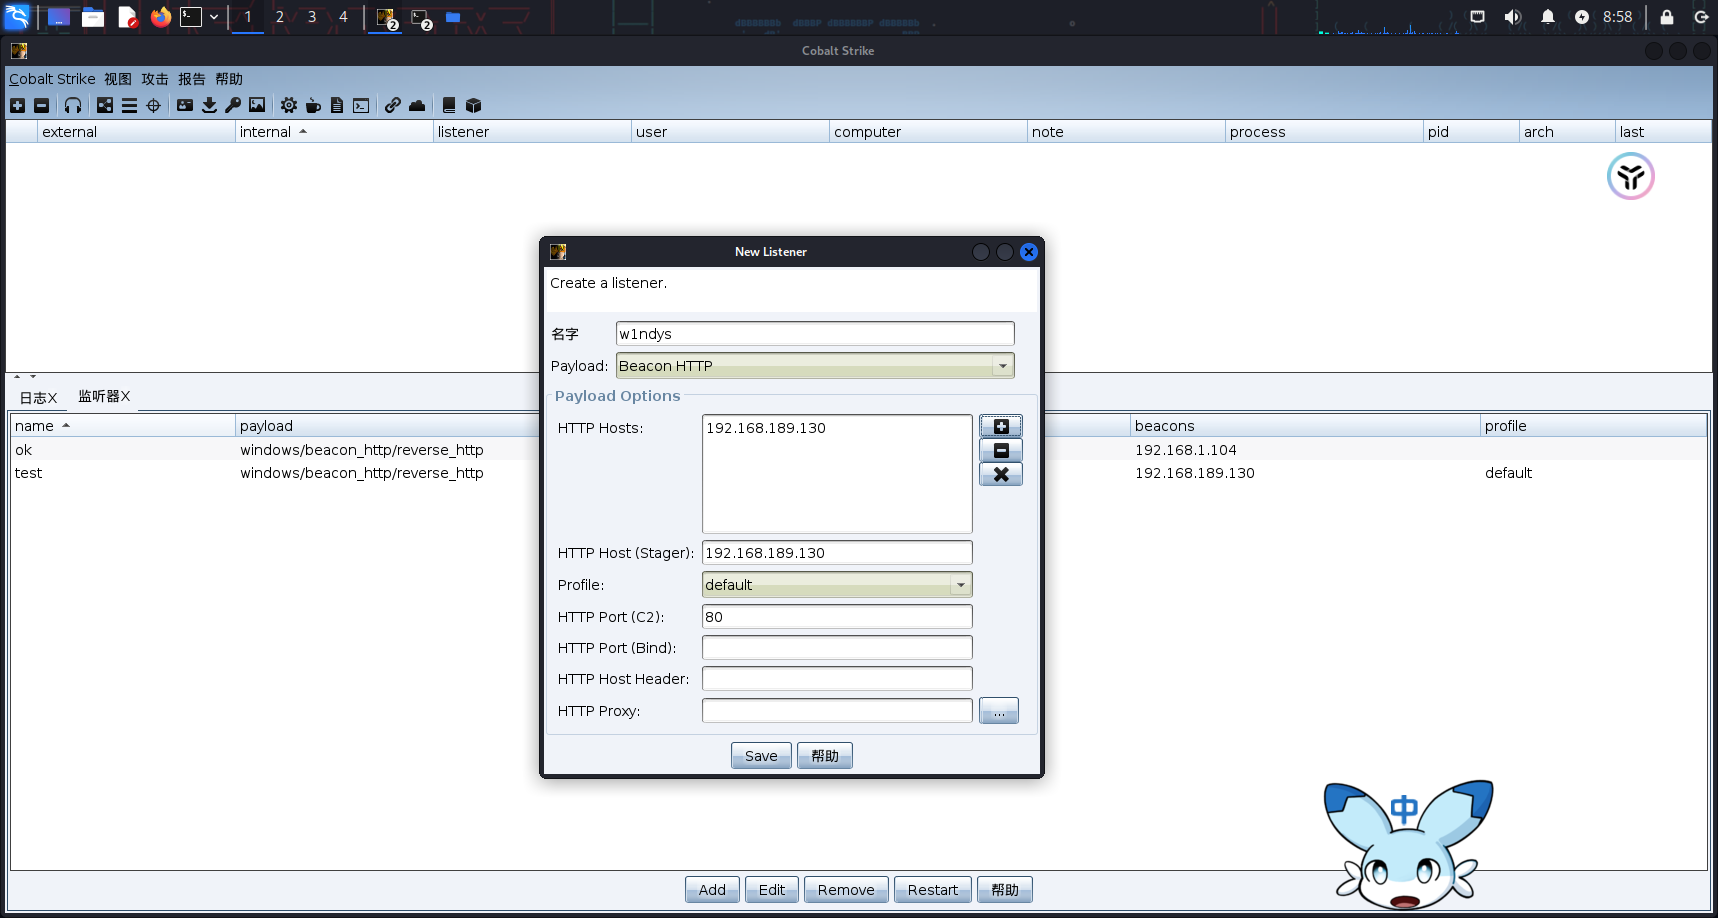 1 2 3 4 2 2 8:58
Cobalt Strike
Cobalt Strike 视图 攻击 报告 帮助
external internal listener user computer note process pid arch last
New Listener
Create a listener.
名字 w1ndys
Payload: Beacon HTTP
Payload Options
HTTP Hosts: 192.168.189.130
HTTP Host (Stager): 192.168.189.130
Profile: default
HTTP Port (C2): 80
HTTP Port (Bind):
HTTP Host Header:
HTTP Proxy: ...
Save 帮助
日志X 监听器X
name payload beacons profile
ok windows/beacon_http/reverse_http 192.168.1.104
test windows/beacon_http/reverse_http 192.168.189.130 default
中
Add Edit Remove Restart 帮助